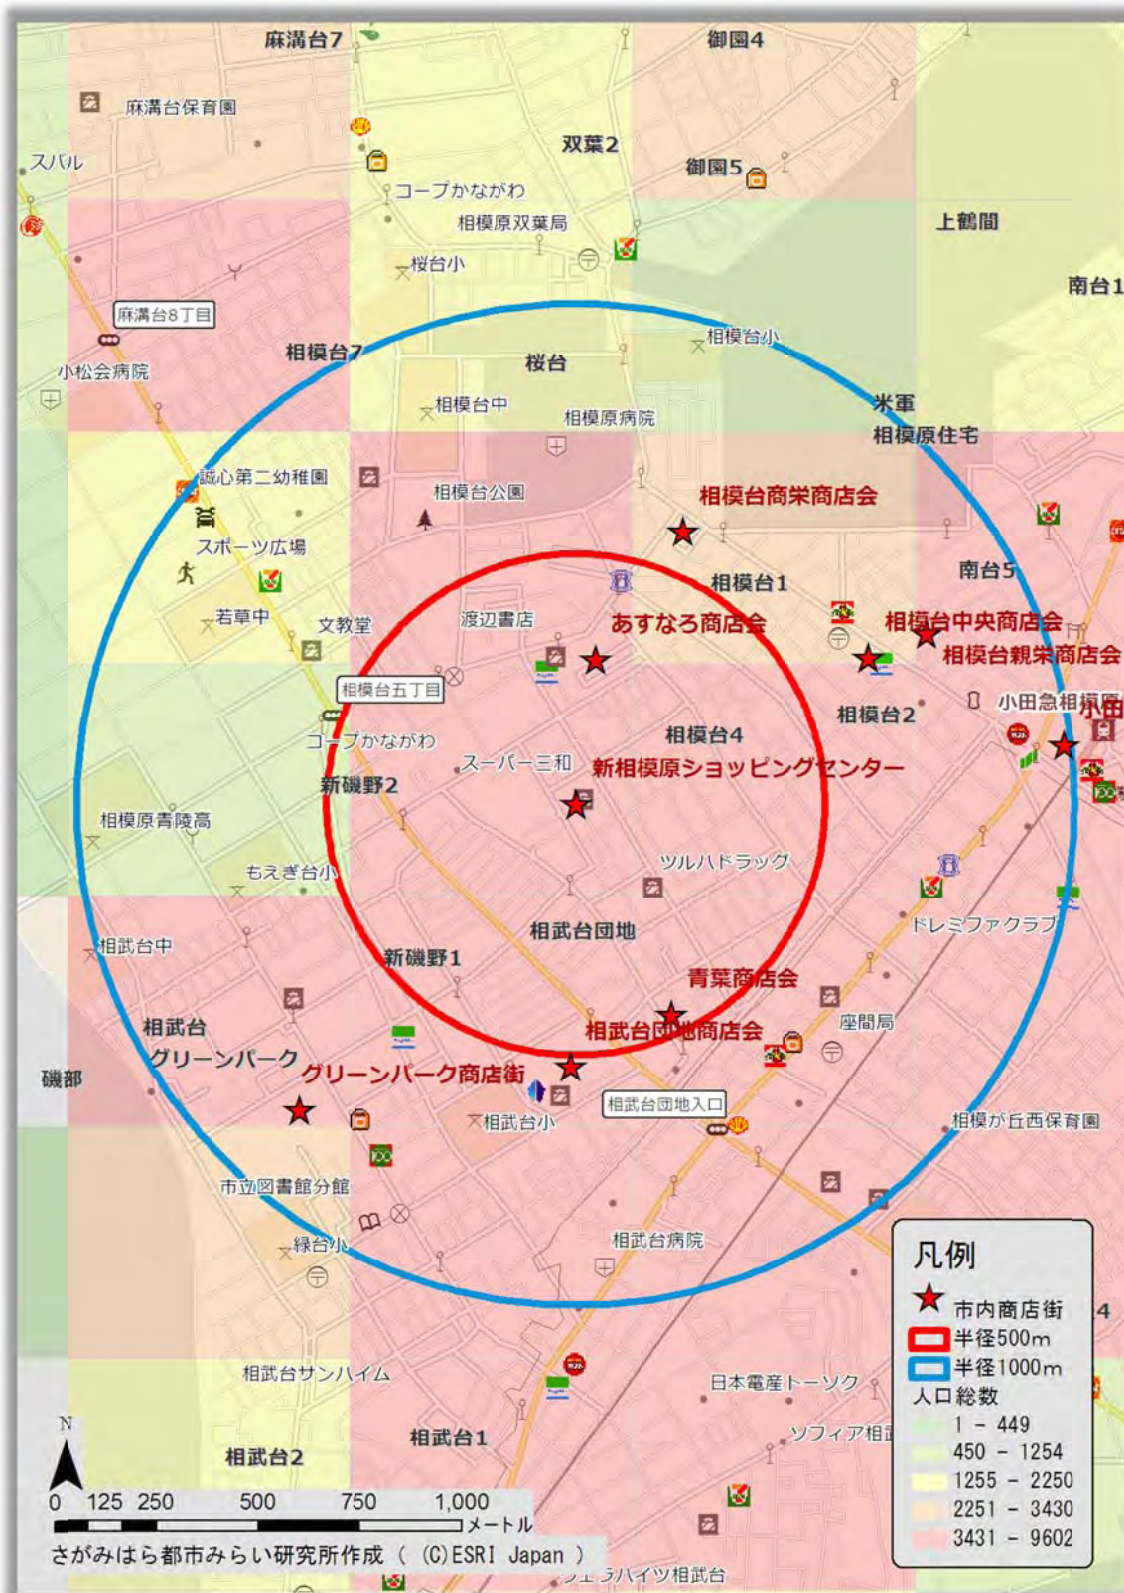 麻溝台7
御園4
麻溝台保育園
双葉2
スバル
御園5
コープかながわ
相模原双葉局
上鶴間
桜台小
南台1
麻溝台8丁目
相模台小
相模台7
桜台
小松会病院
米軍
相模原住宅
相模台中
相模原病院
誠心第二幼稚園
相模台公園
相模台商栄商店会
スポーツ広場
南台5
相模台1
若草中
文教堂
渡辺書店
あすなろ商店会
相模台中央商店会
相模台親栄商店会
相模台五丁目
小田急相模原
小田
相模台2
相模台4
コープかながわ
スーパー三和
新相模原ショッピングセンター
新磯野2
相模原青陵高
もえぎ台小
ツルハドラッグ
相武台団地
ドレミファクラブ
相武台中
新磯野1
青葉商店会
相武台
グリーンパーク
相武台団地商店会
座間局
磯部
グリーンパーク商店街
相武台団地入口
相武台小
相模が丘西保育園
市立図書館分館
緑台小
相武台病院
凡例
市内商店街
半径500m
半径1000m
人口総数
1 - 449
450 - 1254
1255 - 2250
2251 - 3430
3431 - 9602
4
相武台サンハイム
日本電産トーソク
ソフィア相武
相武台1
相武台2
N
0 125 250 500 750 1,000
メートル
さがみはら都市みらい研究所作成（ (C)ESRI Japan ）
ウェラハイツ相武台